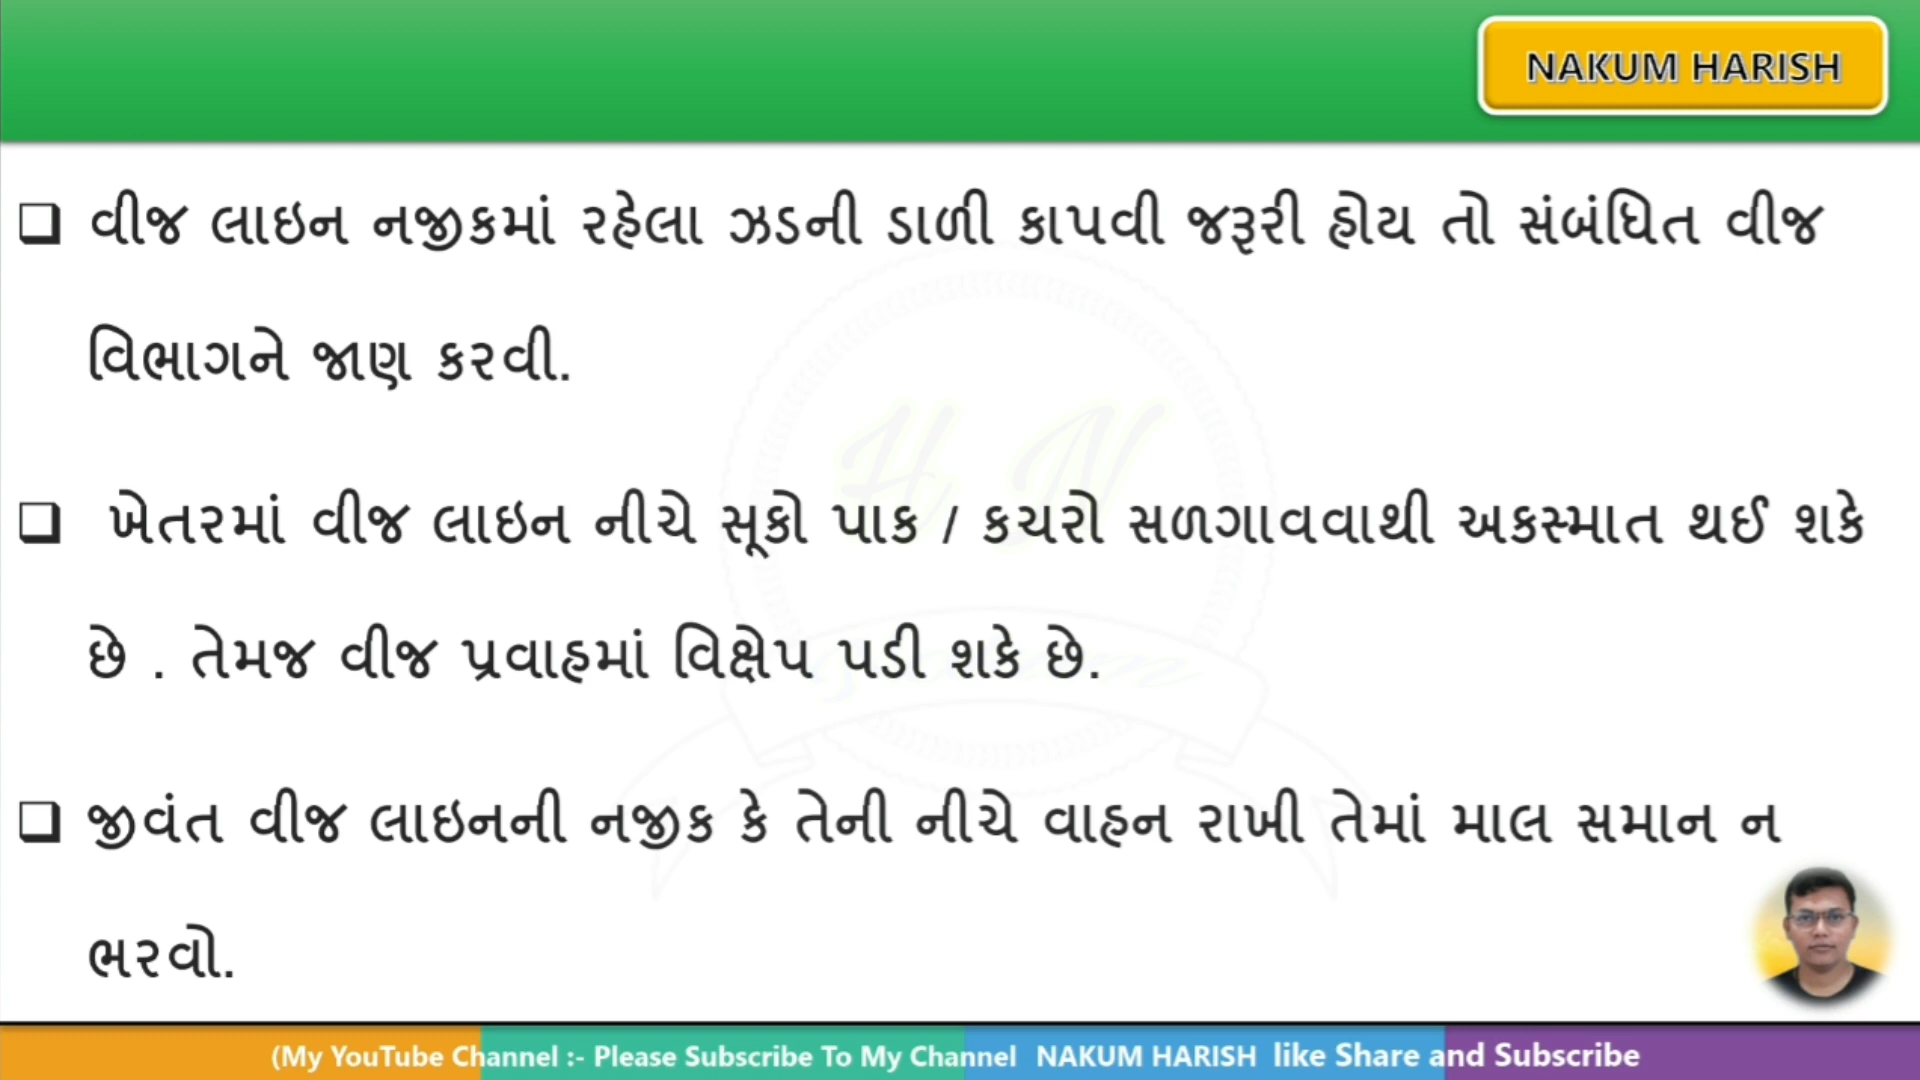 NAKUM HARISH
❑ વીજ લાઇન નજીકમાં રહેલા ઝડની ડાળી કાપવી જરૂરી હોય તો સંબંધિત વીજ
વિભાગને જાણ કરવી.
❑ ખેતરમાં વીજ લાઇન નીચે સૂકો પાક / કચરો સળગાવવાથી અકસ્માત થઈ શકે
છે . તેમજ વીજ પ્રવાહમાં વિક્ષેપ પડી શકે છે.
❑ જીવંત વીજ લાઇનની નજીક કે તેની નીચે વાહન રાખી તેમાં માલ સમાન ન
ભરવો.
H N
(My YouTube Channel :- Please Subscribe To My Channel NAKUM HARISH like Share and Subscribe